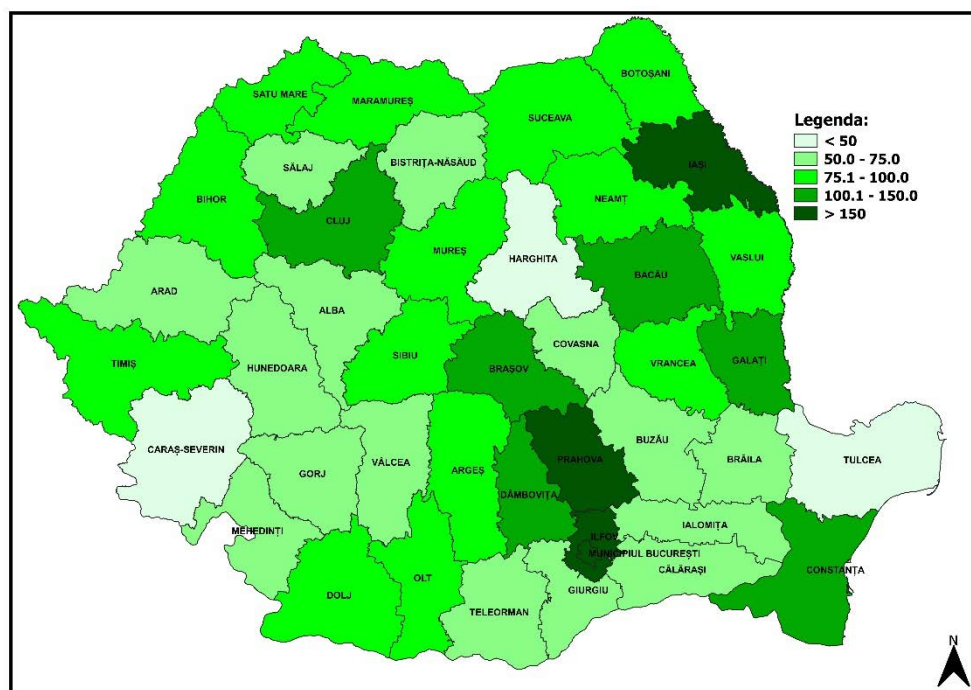 BOTOȘANI
SATU MARE
MARAMUREȘ
SUCEAVA
Legenda:
< 50
50.0 - 75.0
75.1 - 100.0
100.1 - 150.0
> 150
IAȘI
BISTRIȚA-NĂSĂUD
SĂLAJ
BIHOR
NEAMȚ
CLUJ
MUREȘ
HARGHITA
VASLUI
BACĂU
ARAD
ALBA
COVASNA
TIMIȘ
HUNEDOARA
SIBIU
BRAȘOV
VRANCEA
GALAȚI
CARAȘ-SEVERIN
BUZĂU
GORJ
VÂLCEA
ARGEȘ
PRAHOVA
BRĂILA
TULCEA
DÂMBOVIȚA
MEHEDINȚI
IALOMIȚA
ILFOV
MUNICIPIUL BUCUREȘTI
CĂLĂRAȘI
CONSTANȚA
OLT
DOLJ
GIURGIU
TELEORMAN
N